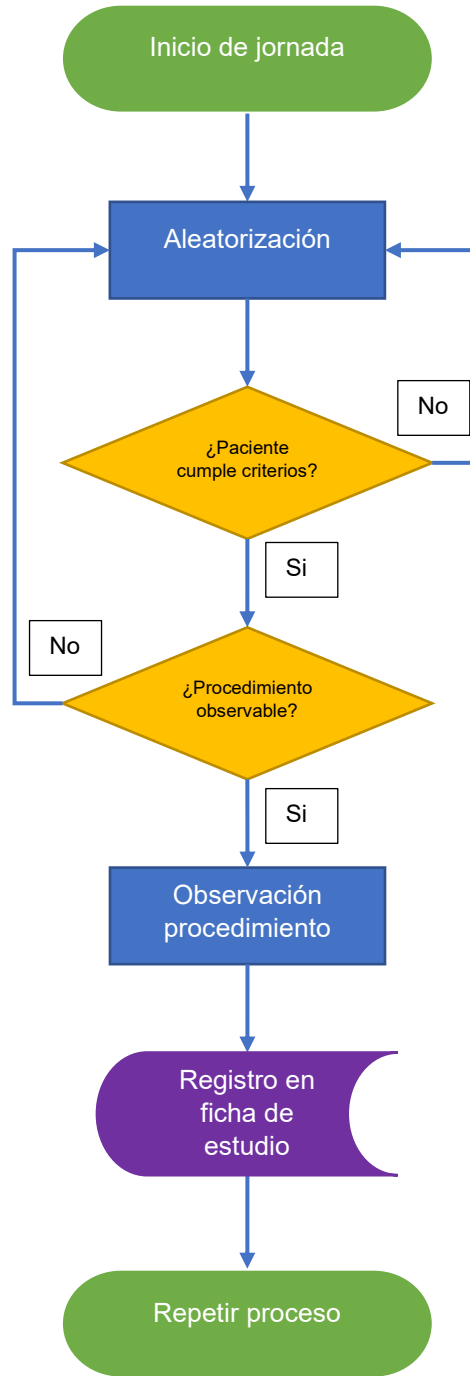 Inicio de jornada
Aleatorización
¿Paciente
cumple criterios?
No
Si
No
¿Procedimiento
observable?
Si
Observación
procedimiento
Registro en
ficha de
estudio
Repetir proceso